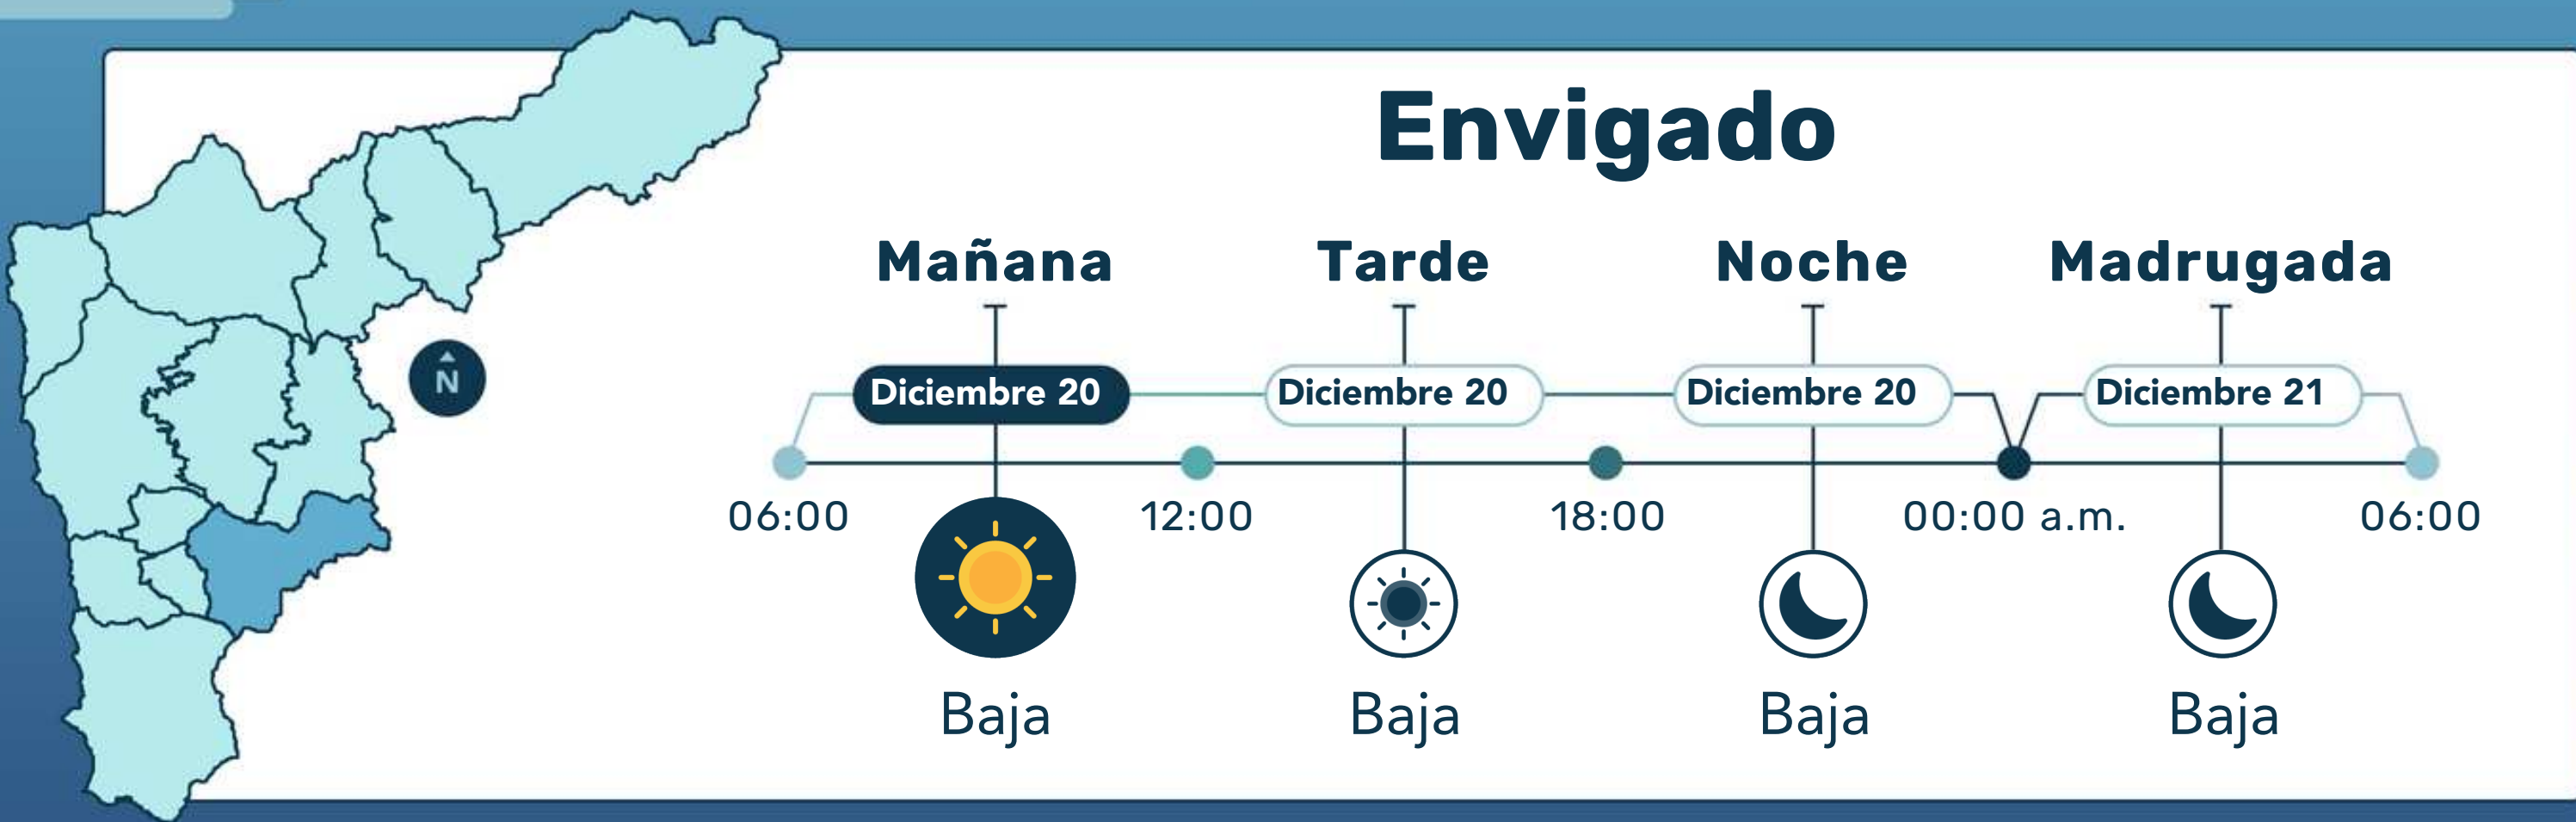 Envigado
Mañana Tarde Noche Madrugada
Diciembre 20 Diciembre 20 Diciembre 20 Diciembre 21
N
06:00 12:00 18:00 00:00 a.m. 06:00
Baja Baja Baja Baja